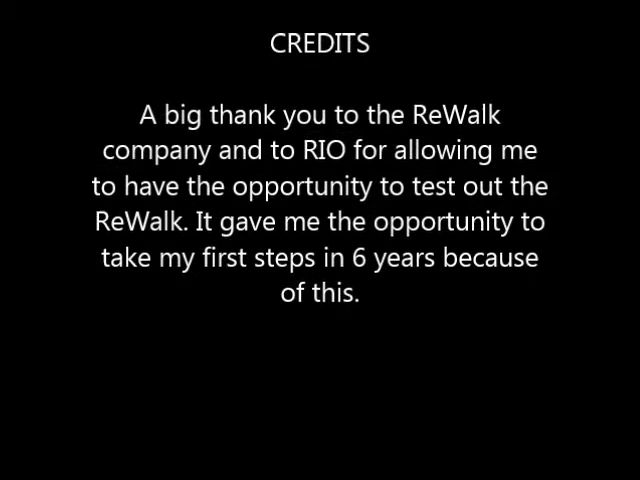 CREDITS
A big thank you to the ReWalk
company and to RIO for allowing me
to have the opportunity to test out the
ReWalk. It gave me the opportunity to
take my first steps in 6 years because
of this.